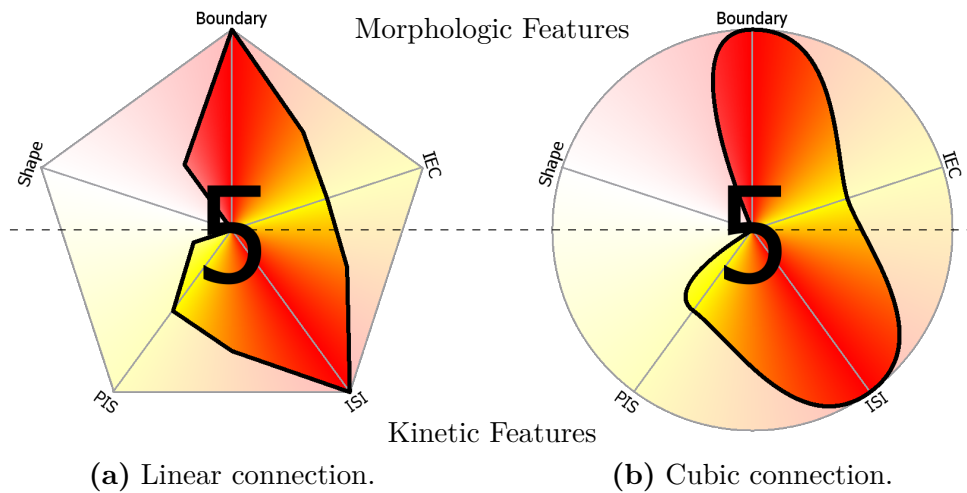 Morphologic Features
Boundary
IEC
ISI
PIS
Shape
5
Boundary
IEC
ISI
PIS
Shape
5
Kinetic Features
(a) Linear connection.
(b) Cubic connection.